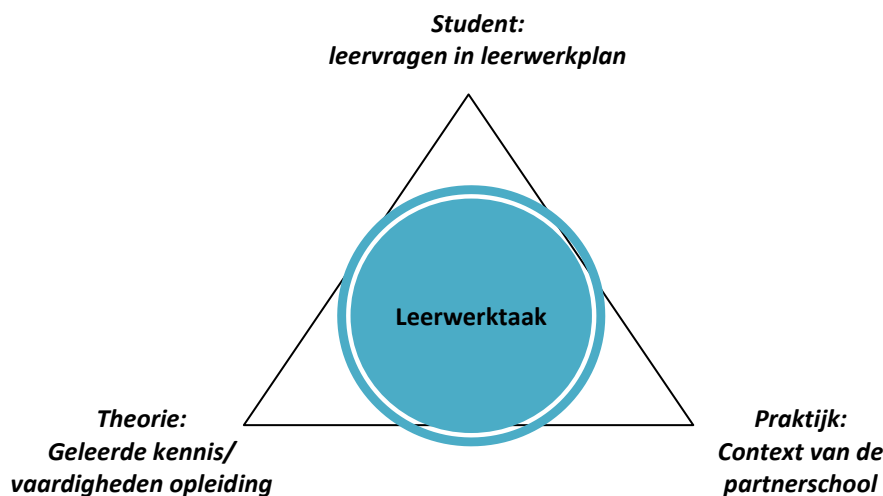 Student:
leervragen in leerwerkplan
Leerwerktaak
Theorie:
Geleerde kennis/
vaardigheden opleiding
Praktijk:
Context van de
partnerschool